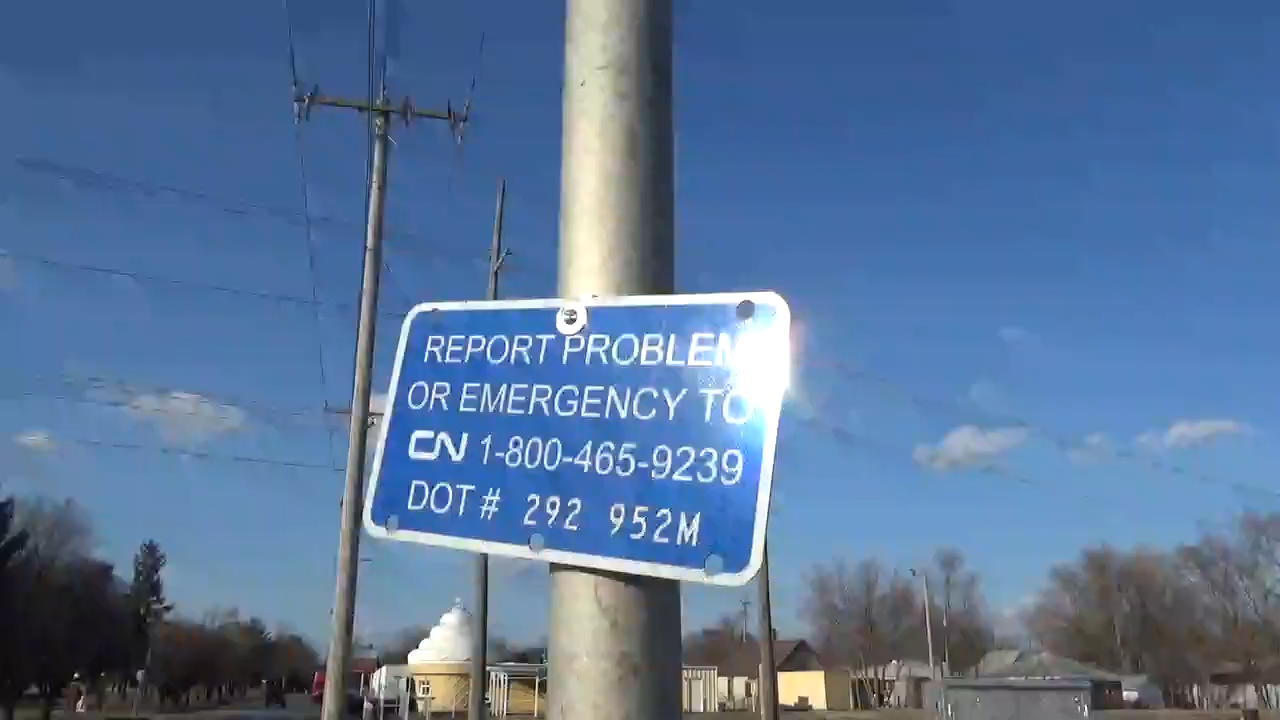 REPORT PROBLEM
OR EMERGENCY TO
CN 1-800-465-9239
DOT # 292 952M